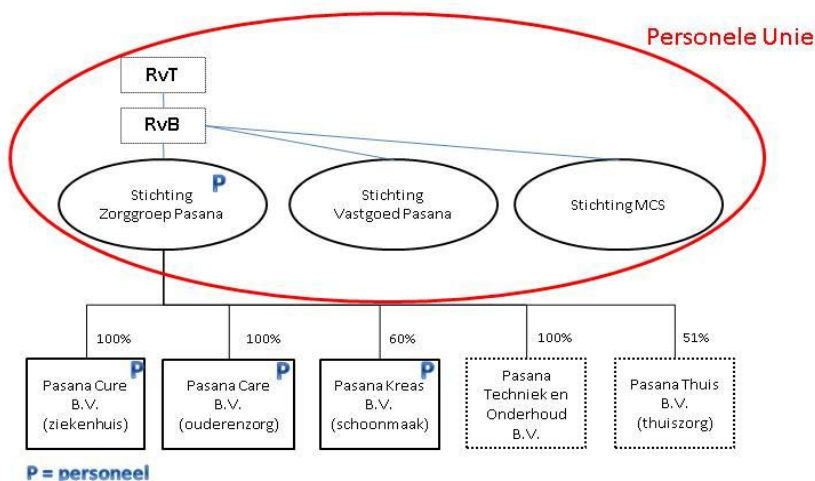 Personele Unie
RvT
RvB
P
Stichting
Zorggroep Pasana
Stichting
Vastgoed Pasana
Stichting MCS
100%
100%
60%
100%
51%
P
Pasana Cure
B.V.
(ziekenhuis)
P
Pasana Care
B.V.
(ouderenzorg)
P
Pasana Kreas
B.V.
(schoonmaak)
Pasana
Techniek en
Onderhoud
B.V.
Pasana Thuis
B.V.
(thuiszorg)
P = personeel